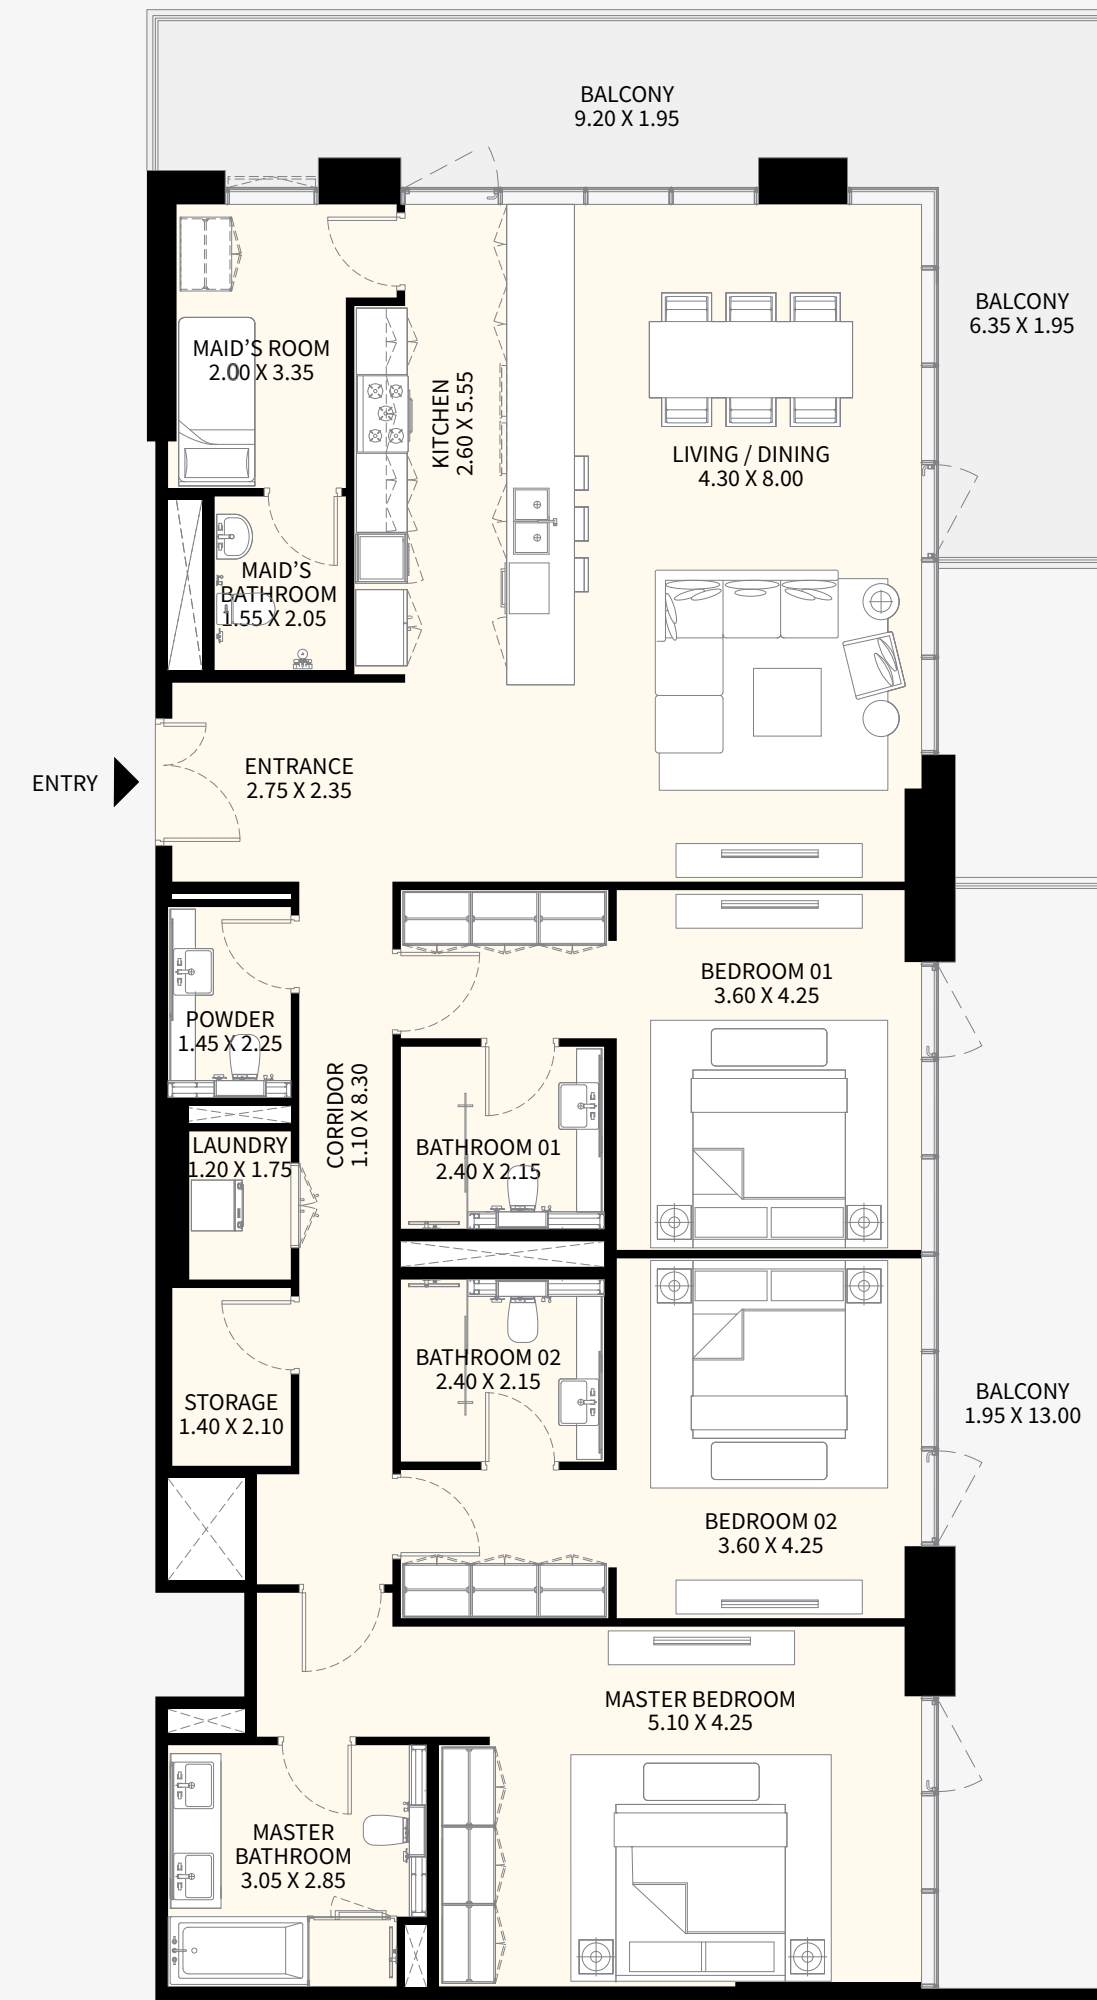 BALCONY
9.20 X 1.95
BALCONY
6.35 X 1.95
MAID’S ROOM
2.00 X 3.35
KITCHEN
2.60 X 5.55
LIVING / DINING
4.30 X 8.00
MAID’S
BATHROOM
1.55 X 2.05
ENTRY
ENTRANCE
2.75 X 2.35
BEDROOM 01
3.60 X 4.25
POWDER
1.45 X 2.25
CORRIDOR
1.10 X 8.30
LAUNDRY
1.20 X 1.75
BATHROOM 01
2.40 X 2.15
BATHROOM 02
2.40 X 2.15
STORAGE
1.40 X 2.10
BALCONY
1.95 X 13.00
BEDROOM 02
3.60 X 4.25
MASTER BEDROOM
5.10 X 4.25
MASTER
BATHROOM
3.05 X 2.85